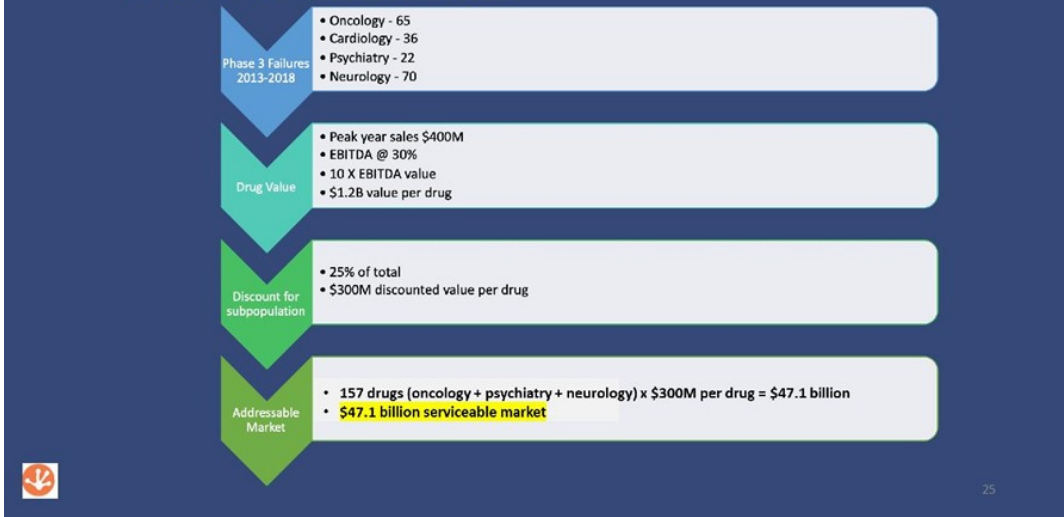 Phase 3 Failures
2013-2018
• Oncology - 65
• Cardiology - 36
• Psychiatry - 22
• Neurology - 70
Drug Value
• Peak year sales $400M
• EBITDA @ 30%
• 10 X EBITDA value
• $1.2B value per drug
Discount for
subpopulation
• 25% of total
• $300M discounted value per drug
Addressable
Market
• 157 drugs (oncology + psychiatry + neurology) x $300M per drug = $47.1 billion
• $47.1 billion serviceable market
25